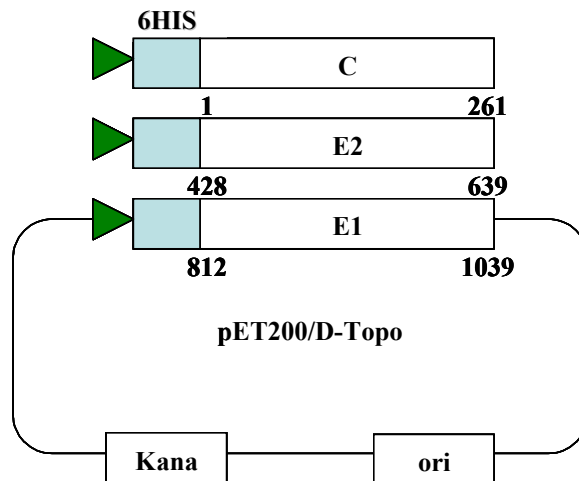 6HIS
C
1 261
E2
428 639
E1
812 1039
pET200/D-Topo
Kana ori